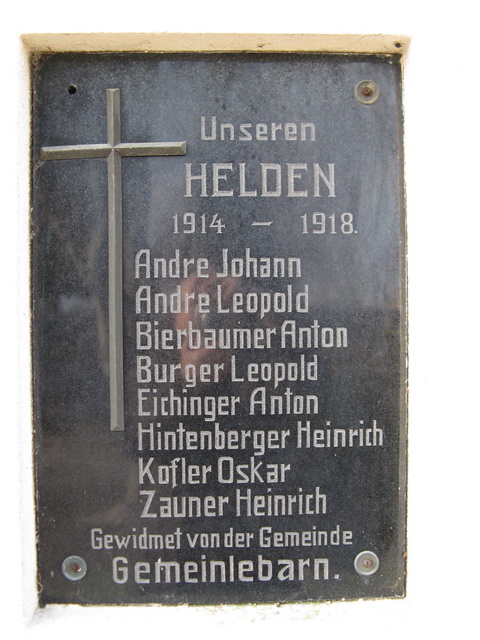 Unseren
HELDEN
1914 – 1918.
Andre Johann
Andre Leopold
Bierbaumer Anton
Burger Leopold
Eichinger Anton
Hintenberger Heinrich
Kofler Oskar
Zauner Heinrich
Gewidmet von der Gemeinde
Gemeinlebarn.